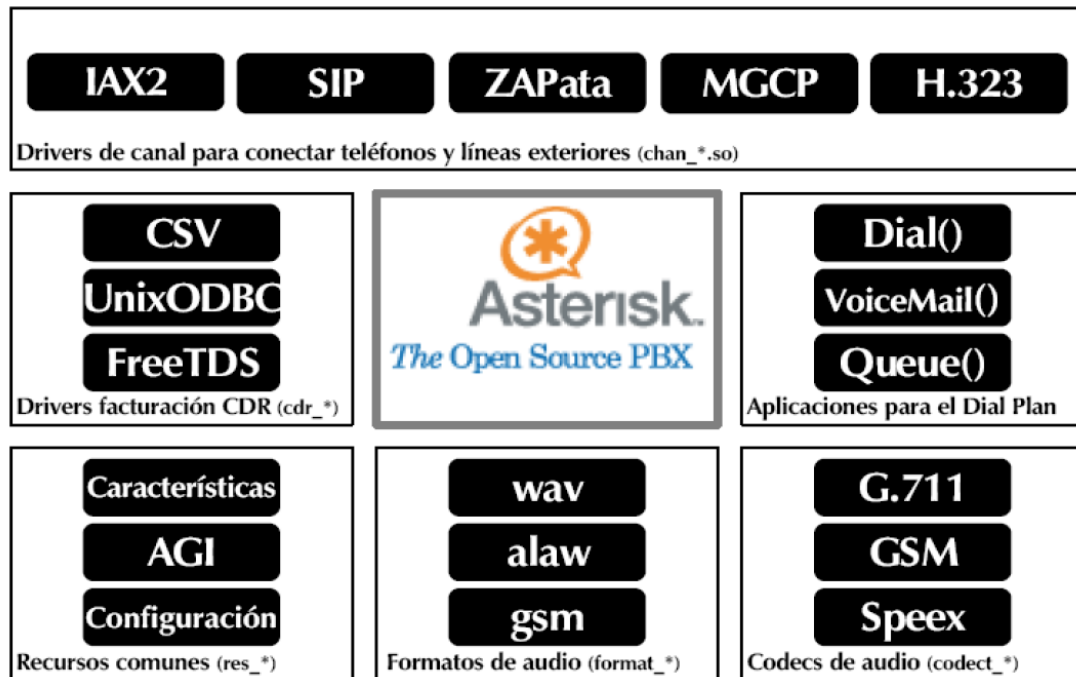 IAX2 SIP ZAPata MGCP H.323
Drivers de canal para conectar teléfonos y líneas exteriores (chan_*.so)
CSV
UnixODBC
FreeTDS
Drivers facturación CDR (cdr_*)
Asterisk™
The Open Source PBX
Dial()
VoiceMail()
Queue()
Aplicaciones para el Dial Plan
Características
AGI
Configuración
Recursos comunes (res_*)
wav
alaw
gsm
Formatos de audio (format_*)
G.711
GSM
Speex
Codecs de audio (codect_*)